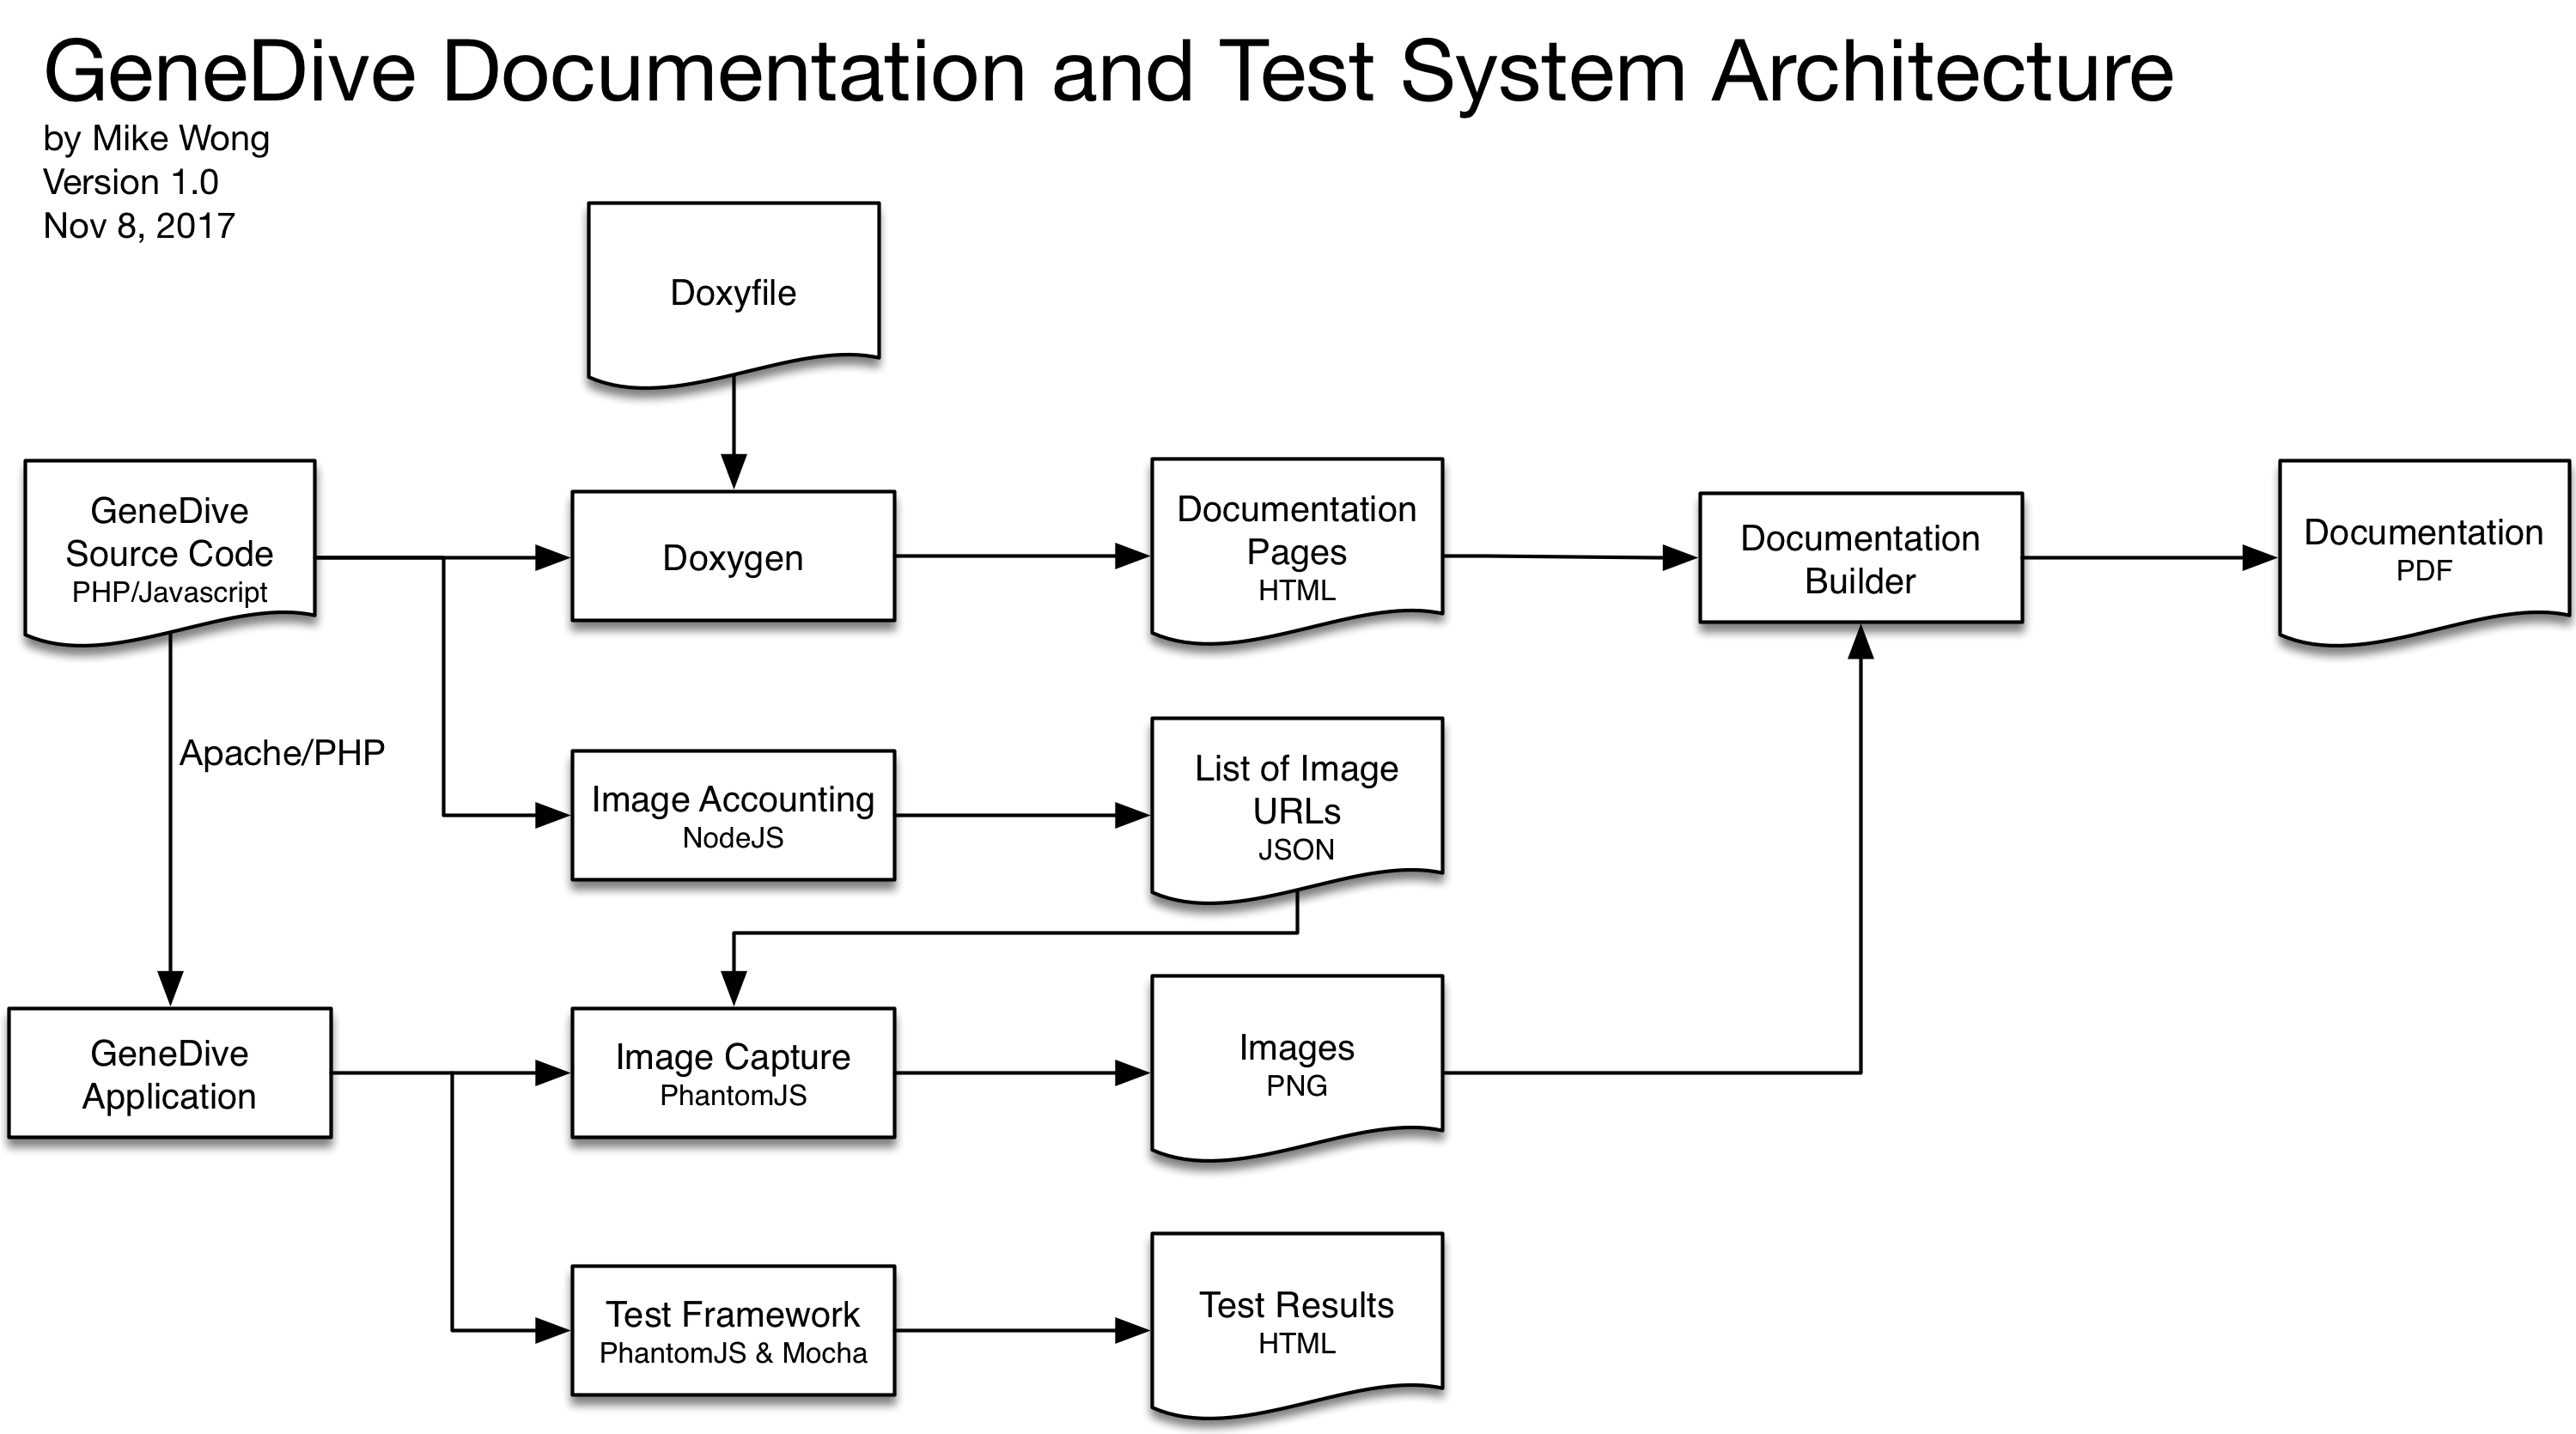 GeneDive Documentation and Test System Architecture
by Mike Wong
Version 1.0
Nov 8, 2017
Doxyfile
GeneDive
Source Code
PHP/Javascript
Doxygen
Documentation
Pages
HTML
Documentation
Builder
Documentation
PDF
Apache/PHP
Image Accounting
NodeJS
List of Image
URLs
JSON
GeneDive
Application
Image Capture
PhantomJS
Images
PNG
Test Framework
PhantomJS & Mocha
Test Results
HTML